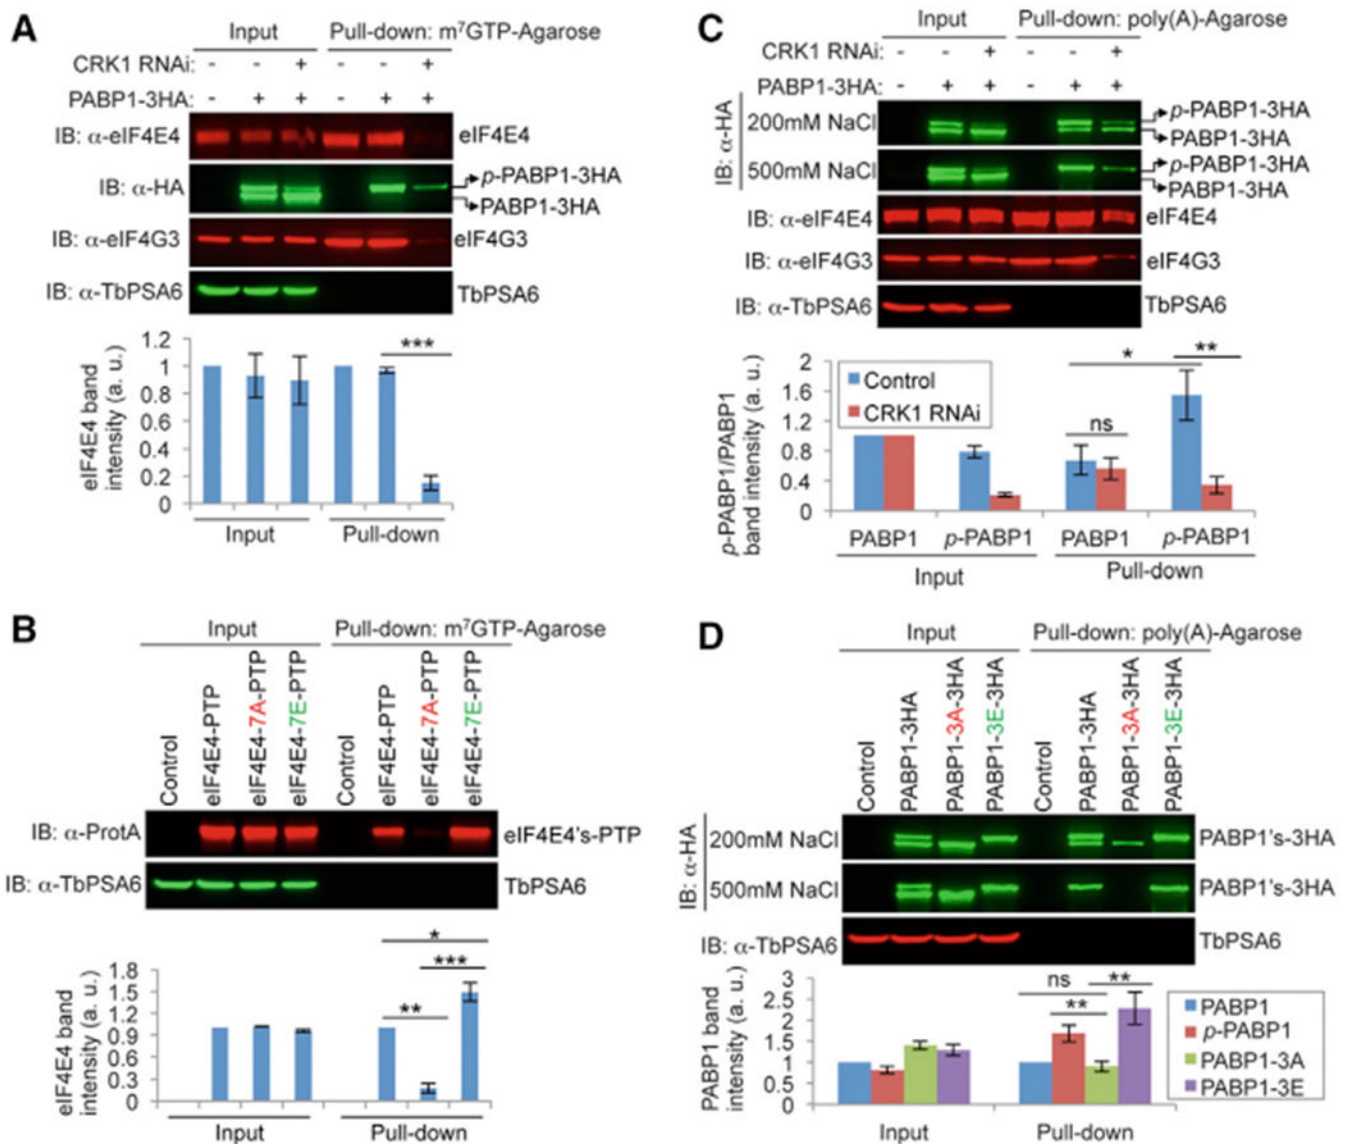 A
Input
Pull-down: m⁷GTP-Agarose
CRK1 RNAi: - - + - - +
PABP1-3HA: - + + - + +
IB: α-eIF4E4
eIF4E4
IB: α-HA
p-PABP1-3HA
PABP1-3HA
IB: α-eIF4G3
eIF4G3
IB: α-TbPSA6
TbPSA6
***
eIF4E4 band
intensity (a. u.)
1.2
1
0.8
0.6
0.4
0.2
0
Input
Pull-down
B
Input
Pull-down: m⁷GTP-Agarose
Control
eIF4E4-PTP
eIF4E4-7A-PTP
eIF4E4-7E-PTP
Control
eIF4E4-PTP
eIF4E4-7A-PTP
eIF4E4-7E-PTP
IB: α-ProtA
eIF4E4's-PTP
IB: α-TbPSA6
TbPSA6
*
***
**
eIF4E4 band
intensity (a. u.)
1.8
1.5
1.2
0.9
0.6
0.3
0
Input
Pull-down
C
Input
Pull-down: poly(A)-Agarose
CRK1 RNAi: - - + - - +
PABP1-3HA: - + + - + +
IB: α-HA
200mM NaCl
p-PABP1-3HA
PABP1-3HA
500mM NaCl
p-PABP1-3HA
PABP1-3HA
IB: α-eIF4E4
eIF4E4
IB: α-eIF4G3
eIF4G3
IB: α-TbPSA6
TbPSA6
p-PABP1/PABP1
band intensity (a. u.)
2
1.6
1.2
0.8
0.4
0
Control
CRK1 RNAi
*
**
ns
PABP1
p-PABP1
PABP1
p-PABP1
Input
Pull-down
D
Input
Pull-down: poly(A)-Agarose
Control
PABP1-3HA
PABP1-3A-3HA
PABP1-3E-3HA
Control
PABP1-3HA
PABP1-3A-3HA
PABP1-3E-3HA
IB: α-HA
200mM NaCl
PABP1's-3HA
500mM NaCl
PABP1's-3HA
IB: α-TbPSA6
TbPSA6
PABP1 band
intensity (a. u.)
3
2.5
2
1.5
1
0.5
0
ns
**
**
PABP1
p-PABP1
PABP1-3A
PABP1-3E
Input
Pull-down